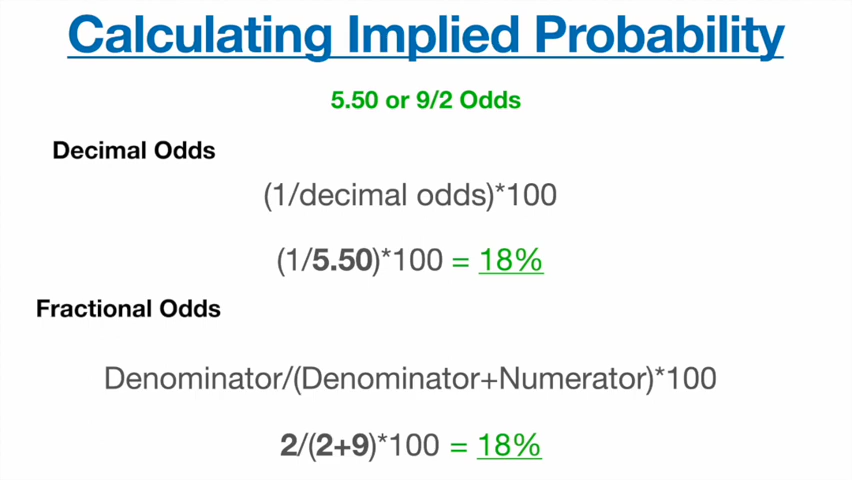 Calculating Implied Probability
5.50 or 9/2 Odds
Decimal Odds
(1/decimal odds)*100
(1/5.50)*100 = 18%
Fractional Odds
Denominator/(Denominator+Numerator)*100
2/(2+9)*100 = 18%